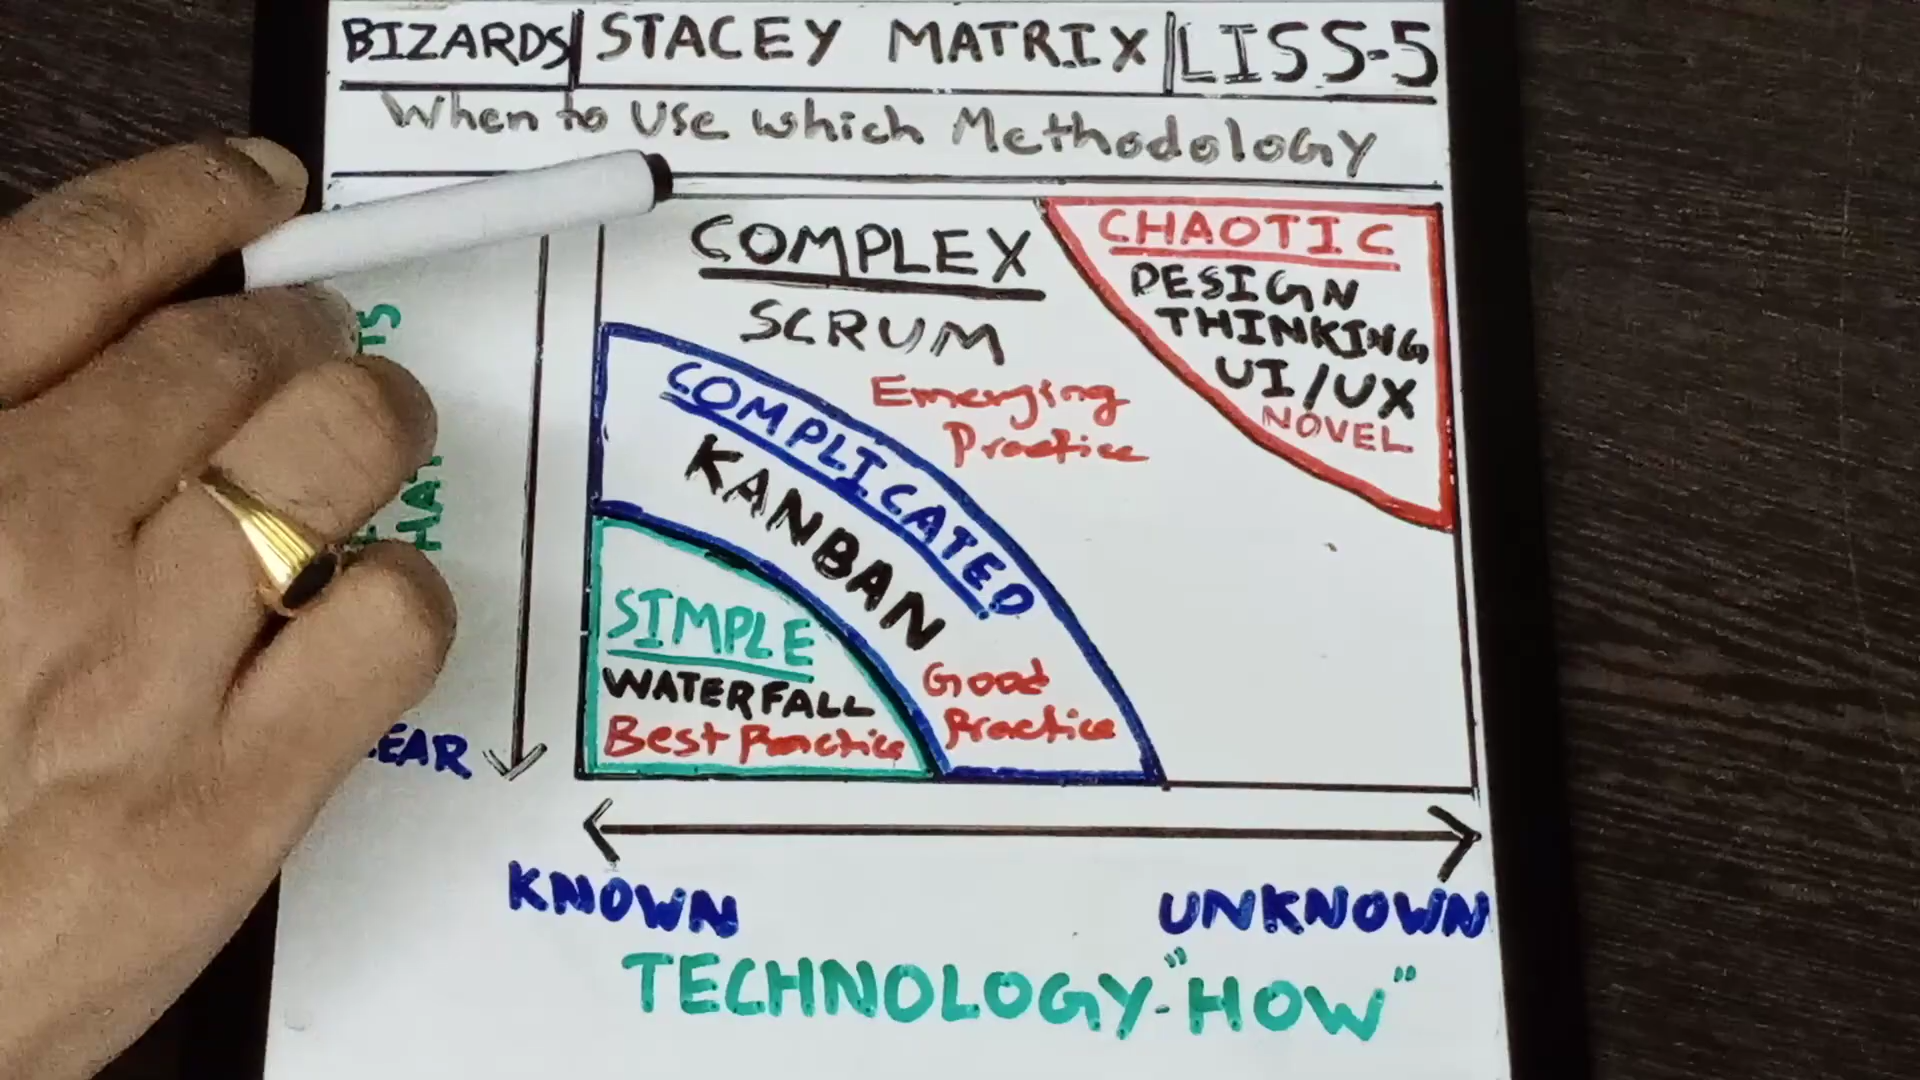 BIZARDS STACEY MATRIX LISS-5
When to Use which Methodology
COMPLEX
SCRUM
Emerging
Practice
CHAOTIC
DESIGN
THINKING
UI/UX
NOVEL
COMPLICATED
KANBAN
Good
Practice
SIMPLE
WATERFALL
Best Practice
KNOWN UNKNOWN
TECHNOLOGY-"HOW"